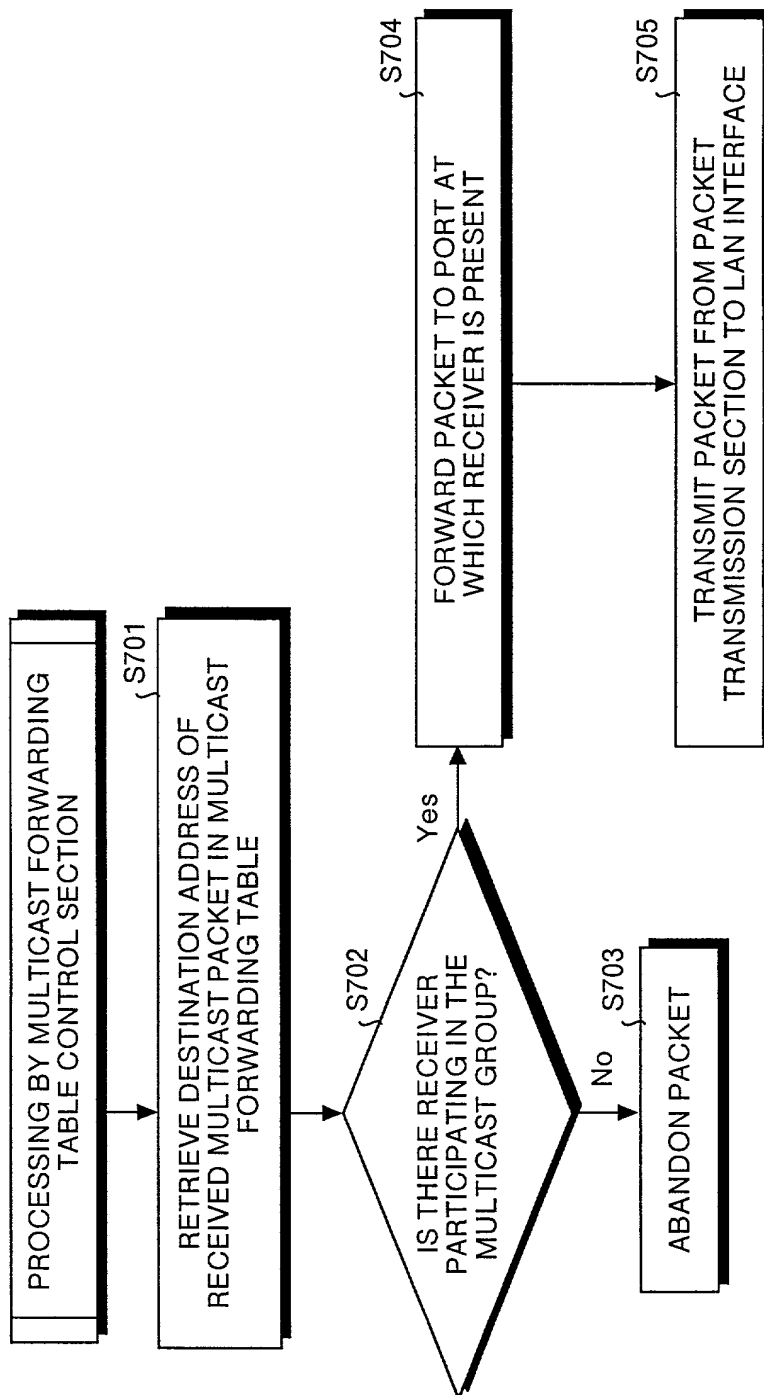 PROCESSING BY MULTICAST FORWARDING
TABLE CONTROL SECTION
S701
RETRIEVE DESTINATION ADDRESS OF
RECEIVED MULTICAST PACKET IN MULTICAST
FORWARDING TABLE
S702
IS THERE RECEIVER
PARTICIPATING IN THE
MULTICAST GROUP?
Yes
No
S703
ABANDON PACKET
S704
FORWARD PACKET TO PORT AT
WHICH RECEIVER IS PRESENT
S705
TRANSMIT PACKET FROM PACKET
TRANSMISSION SECTION TO LAN INTERFACE